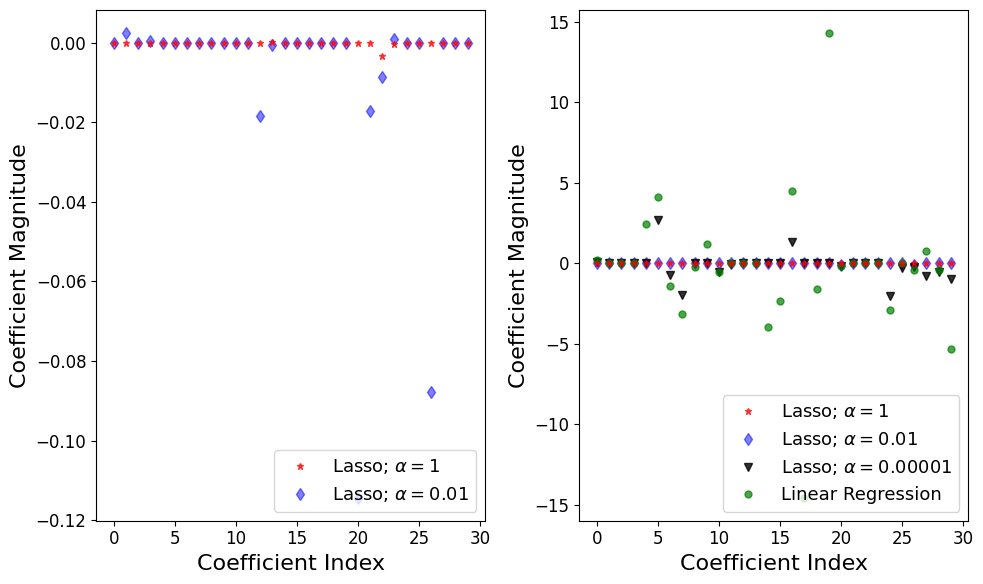 0.00
−0.02
−0.04
−0.06
−0.08
−0.10
−0.12
Coefficient Magnitude
0 5 10 15 20 25 30
Coefficient Index
Lasso; α = 1
Lasso; α = 0.01
15
10
5
0
−5
−10
−15
Coefficient Magnitude
0 5 10 15 20 25 30
Coefficient Index
Lasso; α = 1
Lasso; α = 0.01
Lasso; α = 0.00001
Linear Regression